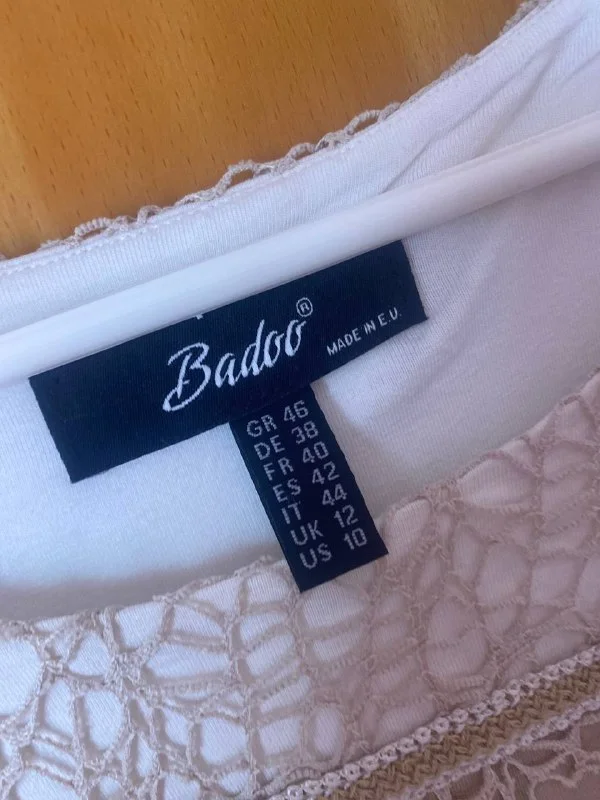 Badoo®
MADE IN E.U.
GR 46
DE 38
FR 40
ES 42
IT 44
UK 12
US 10